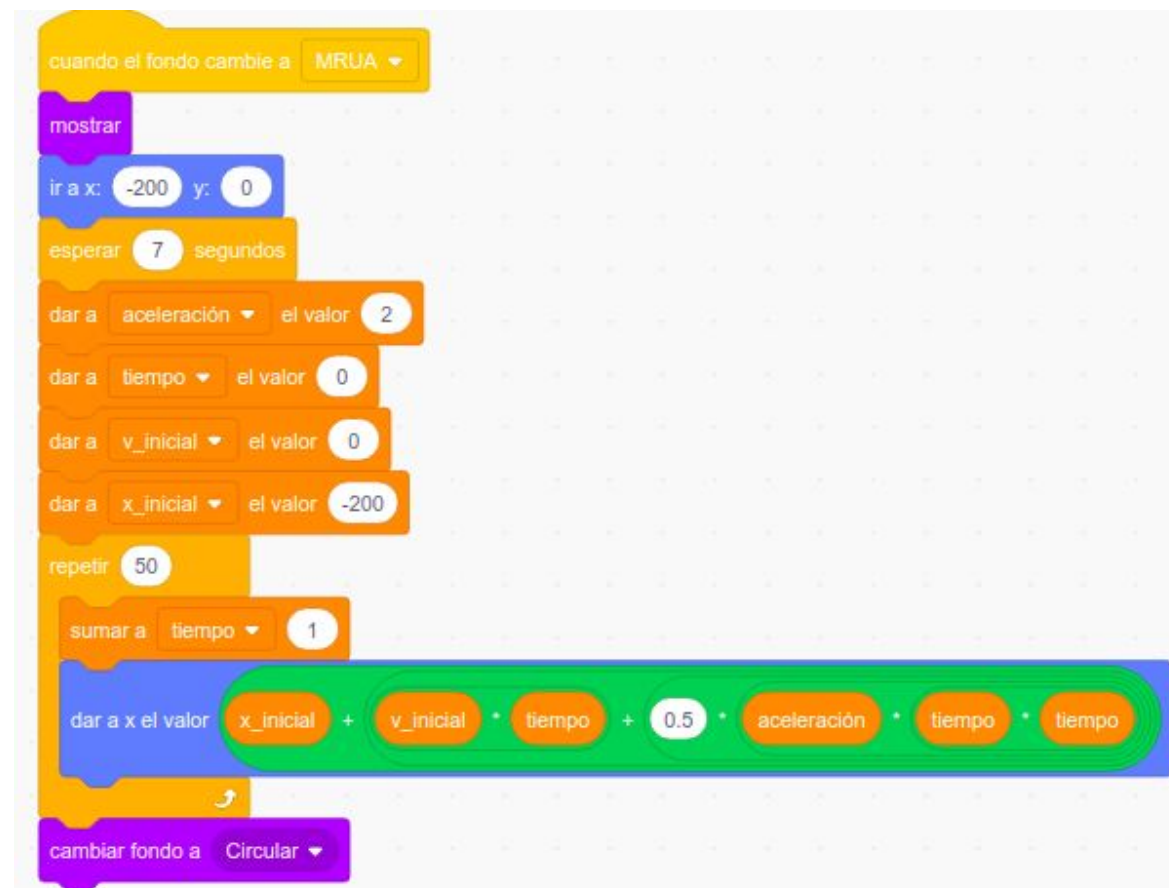 cuando el fondo cambie a MRUA
mostrar
ir a x: -200 y: 0
esperar 7 segundos
dar a aceleración el valor 2
dar a tiempo el valor 0
dar a v_inicial el valor 0
dar a x_inicial el valor -200
repetir 50
sumar a tiempo 1
dar a x el valor x_inicial + v_inicial * tiempo + 0.5 * aceleración * tiempo * tiempo
cambiar fondo a Circular